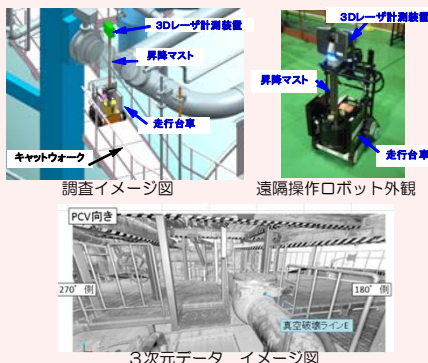 3Dレーザ計測装置
昇降マスト
走行台車
キャットウォーク
調査イメージ図
3Dレーザ計測装置
昇降マスト
走行台車
遠隔操作ロボット外観
PCV向き
270°側
180°側
真空破壊ラインE
3次元データ イメージ図